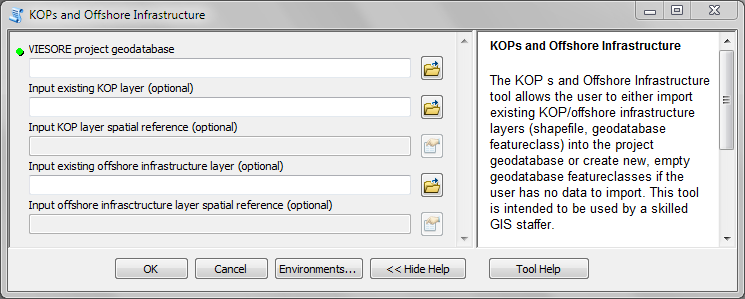 KOPs and Offshore Infrastructure
VIESORE project geodatabase
Input existing KOP layer (optional)
Input KOP layer spatial reference (optional)
Input existing offshore infrastructure layer (optional)
Input offshore infrasctructure layer spatial reference (optional)
KOPs and Offshore Infrastructure
The KOP s and Offshore Infrastructure
tool allows the user to either import
existing KOP/offshore infrastructure
layers (shapefile, geodatabase
featureclass) into the project
geodatabase or create new, empty
geodatabase featureclasses if the
user has no data to import. This tool
is intended to be used by a skilled
GIS staffer.
OK Cancel Environments... << Hide Help Tool Help